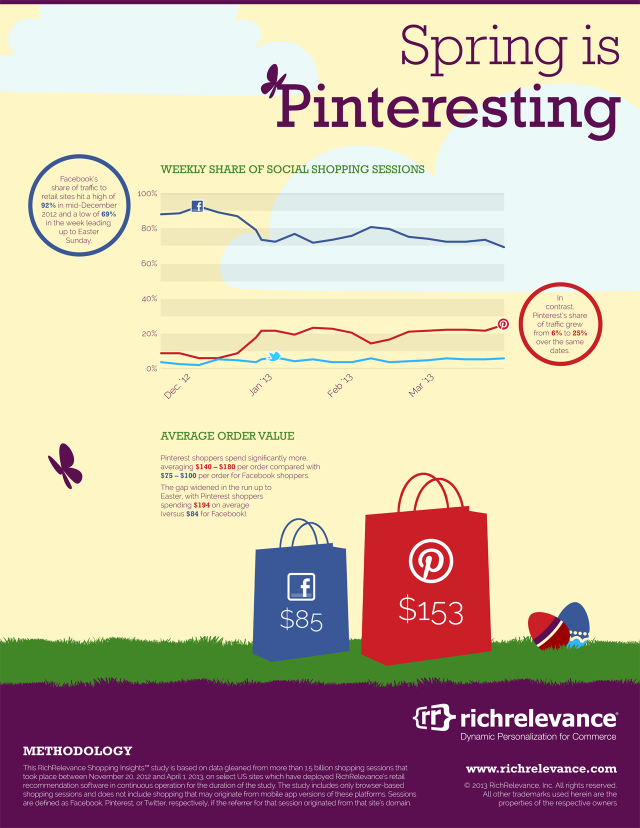 Spring is
Pinteresting
WEEKLY SHARE OF SOCIAL SHOPPING SESSIONS
Facebook's
share of traffic to
retail sites hit a high of
92% in mid-December
2012 and a low of 69%
in the week leading
up to Easter
Sunday.
100%
80%
60%
40%
20%
0%
Dec. '12
Jan '13
Feb '13
Mar '13
In
contrast,
Pinterest's share
of traffic grew
from 6% to 25%
over the same
dates.
AVERAGE ORDER VALUE
Pinterest shoppers spend significantly more,
averaging $140 – $180 per order compared with
$75 – $100 per order for Facebook shoppers.
The gap widened in the run up to
Easter, with Pinterest shoppers
spending $194 on average
(versus $84 for Facebook).
$85
$153
{rr} richrelevance®
Dynamic Personalization for Commerce
METHODOLOGY
This RichRelevance Shopping Insights™ study is based on data gleaned from more than 1.5 billion shopping sessions that
took place between November 20, 2012 and April 1, 2013, on select US sites which have deployed RichRelevance's retail
recommendation software in continuous operation for the duration of the study. The study includes only browser-based
shopping sessions and does not include shopping that may originate from mobile app versions of these platforms. Sessions
are defined as Facebook, Pinterest, or Twitter, respectively, if the referrer for that session originated from that site's domain.
www.richrelevance.com
© 2013 RichRelevance, Inc. All rights reserved.
All other trademarks used herein are the
properties of the respective owners